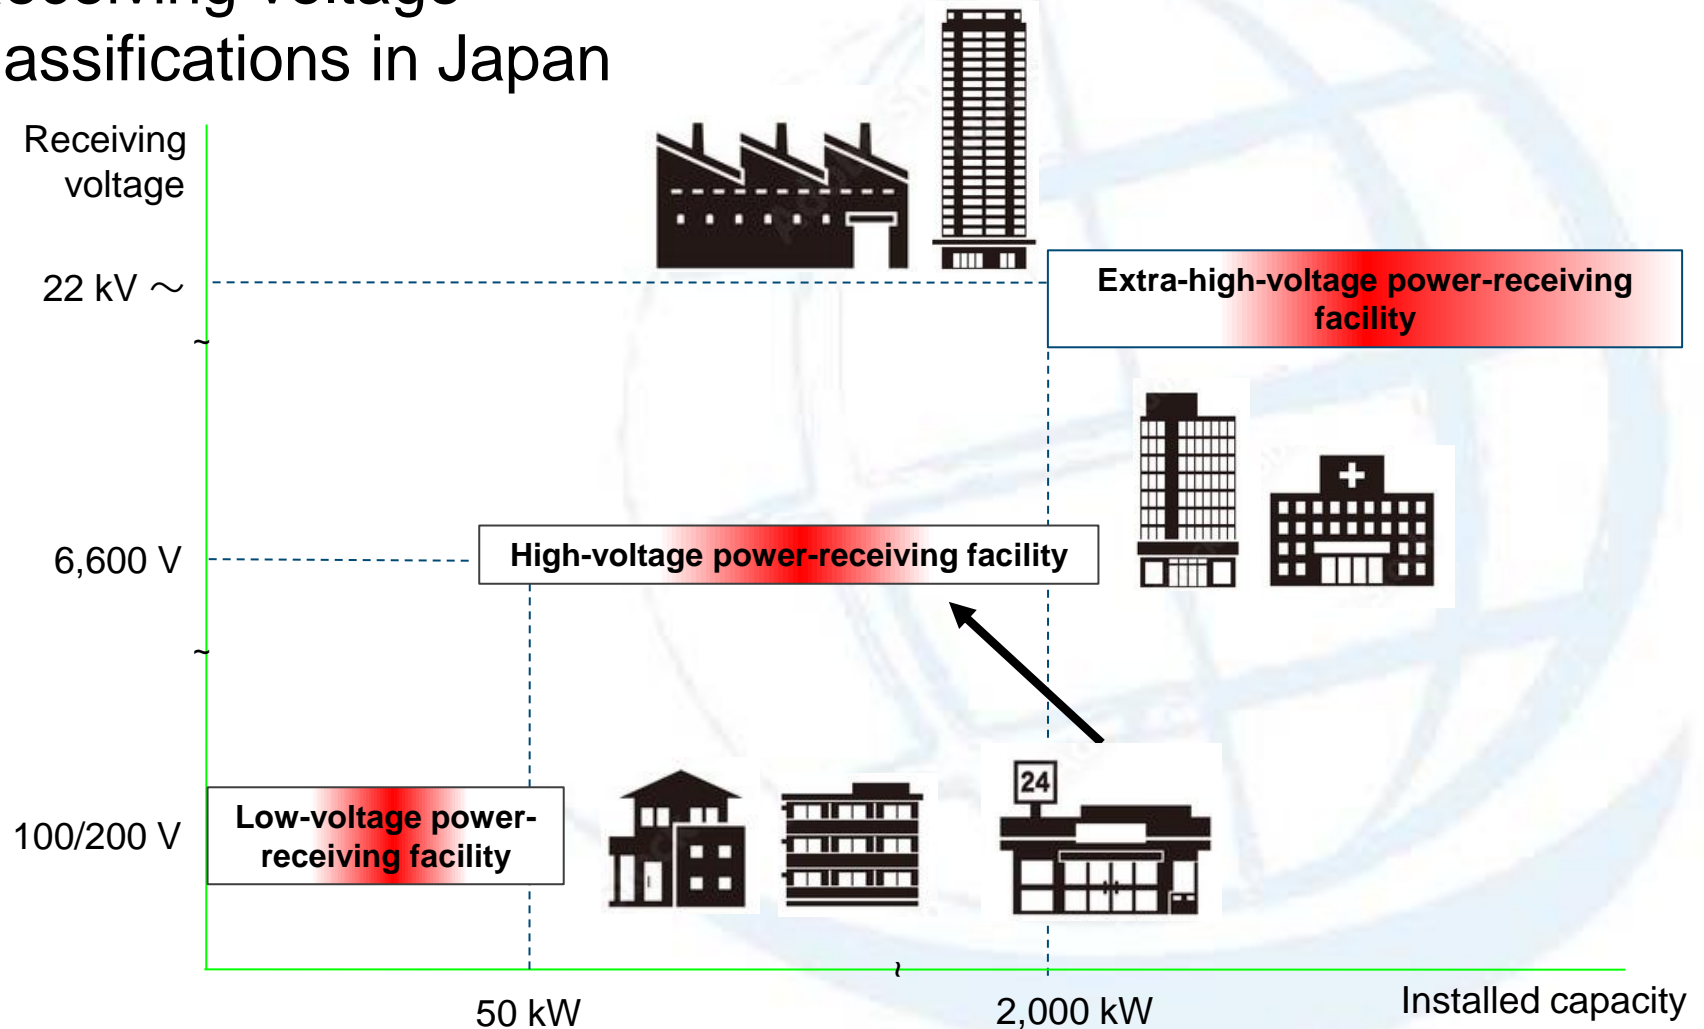 assifications in Japan
Receiving
voltage
22 kV ～
~
Extra-high-voltage power-receiving
facility
6,600 V
High-voltage power-receiving facility
~
24
100/200 V
Low-voltage power-
receiving facility
~
50 kW
2,000 kW
Installed capacity